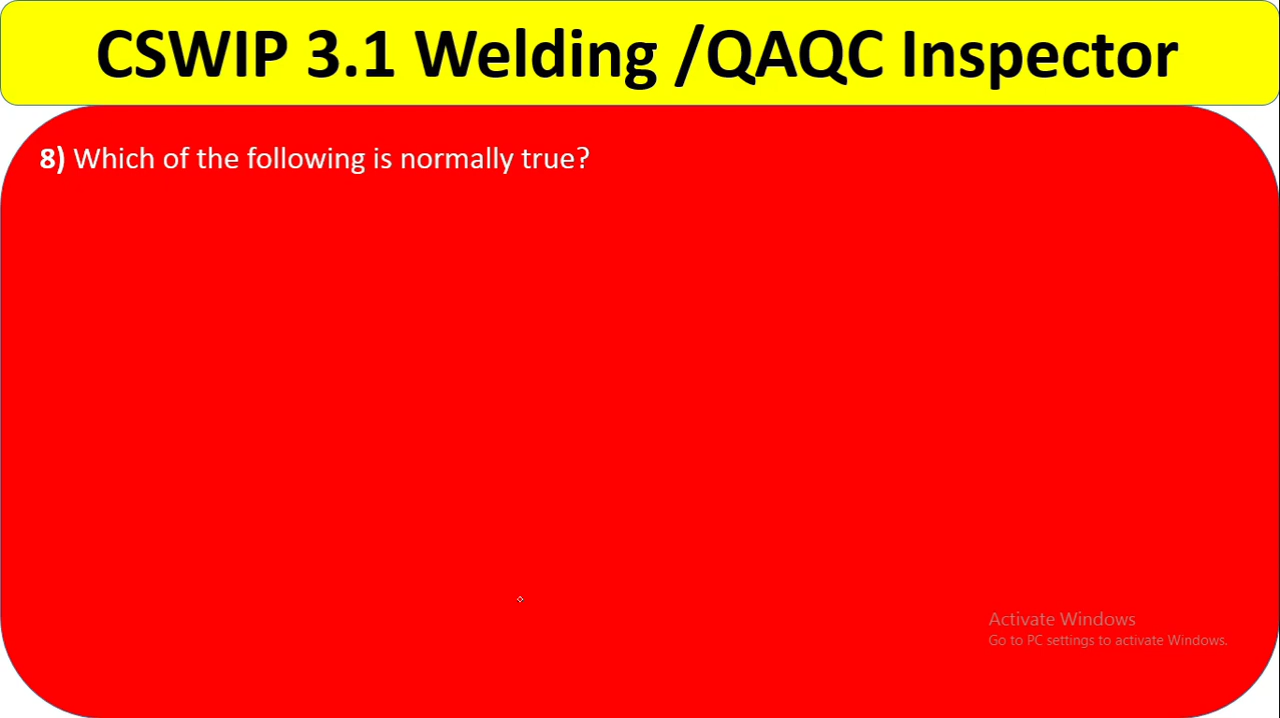 CSWIP 3.1 Welding /QAQC Inspector
8) Which of the following is normally true?
Activate Windows
Go to PC settings to activate Windows.